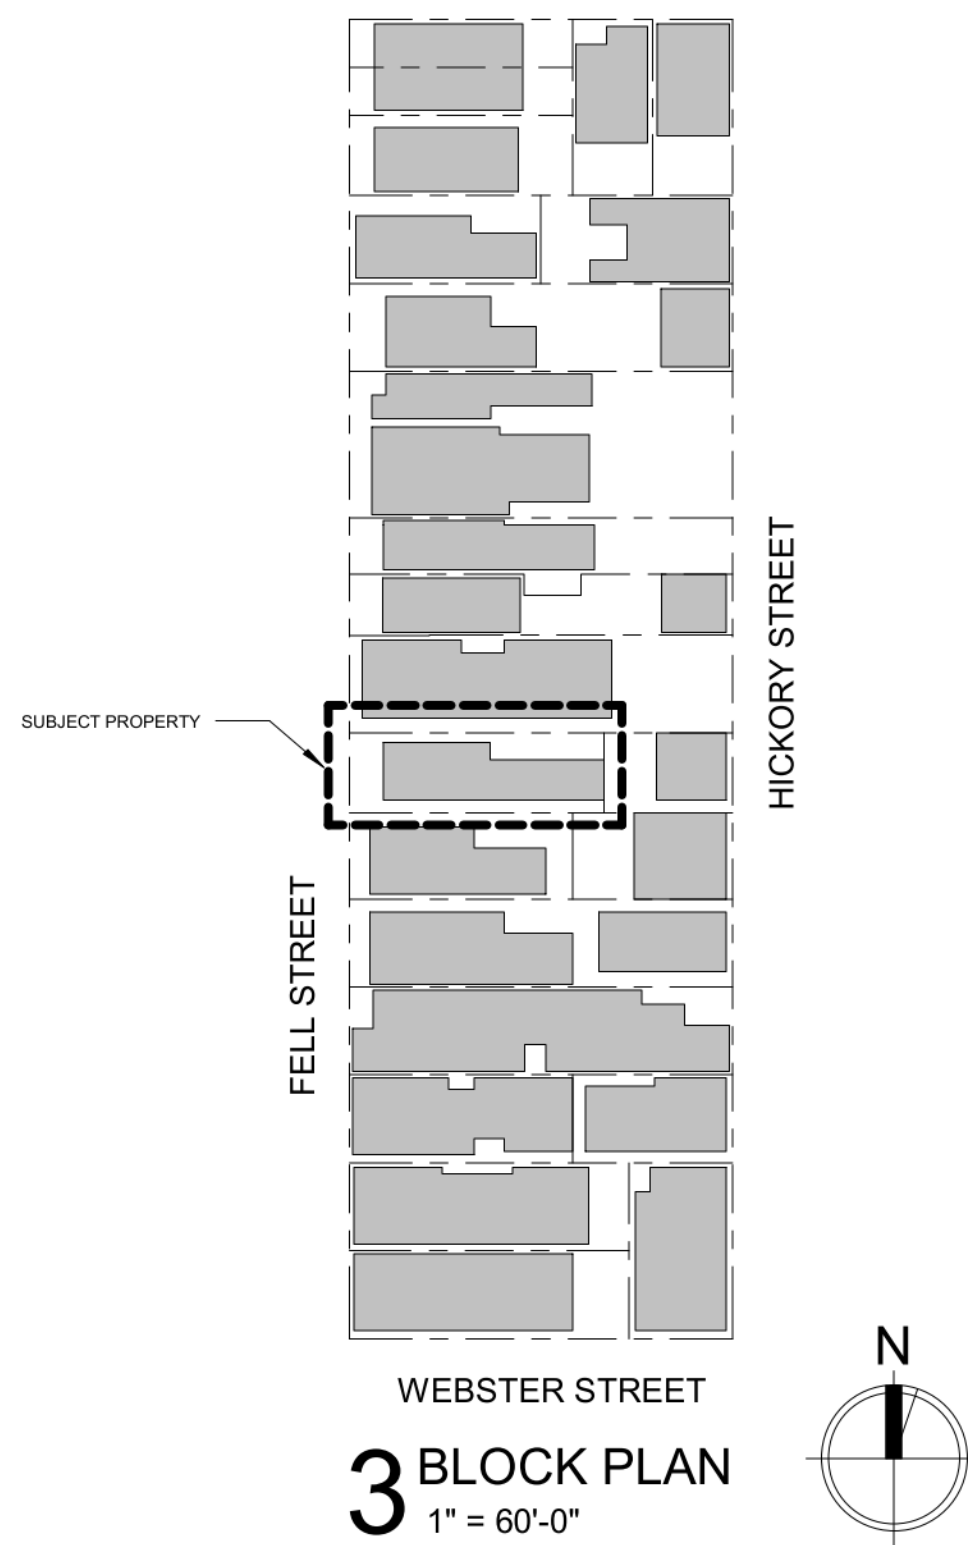 HICKORY STREET
SUBJECT PROPERTY
FELL STREET
WEBSTER STREET
N
3 BLOCK PLAN
1" = 60'-0"